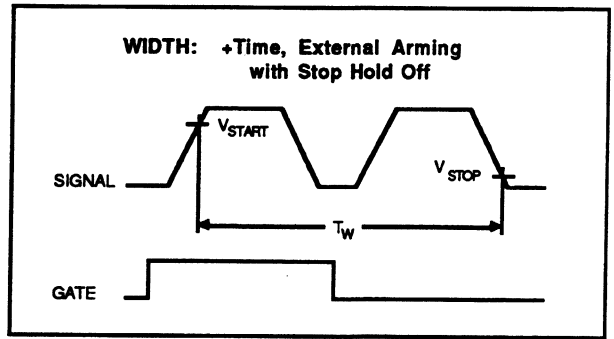 WIDTH: +Time, External Arming
with Stop Hold Off
VSTART
VSTOP
SIGNAL
TW
GATE